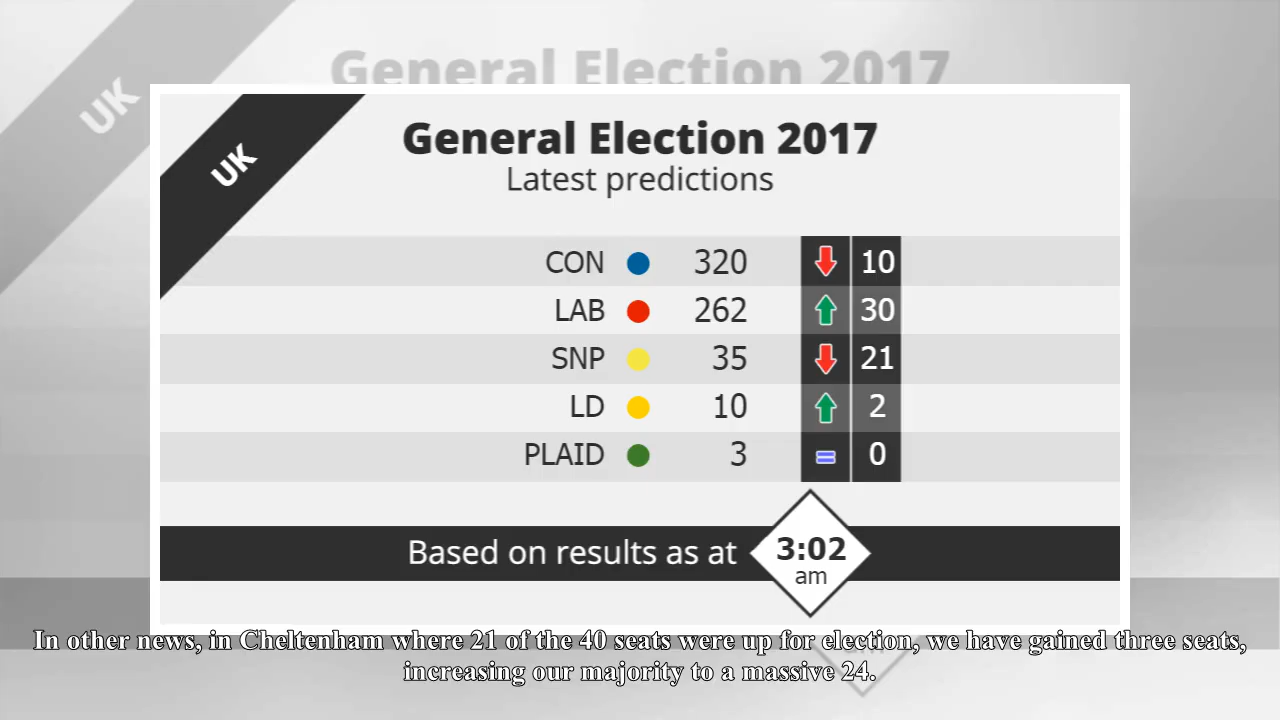 General Election 2017
UK
General Election 2017
UK
Latest predictions
CON 320 10
LAB 262 30
SNP 35 21
LD 10 2
PLAID 3 = 0
Based on results as at 3:02
am
In other news, in Cheltenham where 21 of the 40 seats were up for election, we have gained three seats,
increasing our majority to a massive 24.